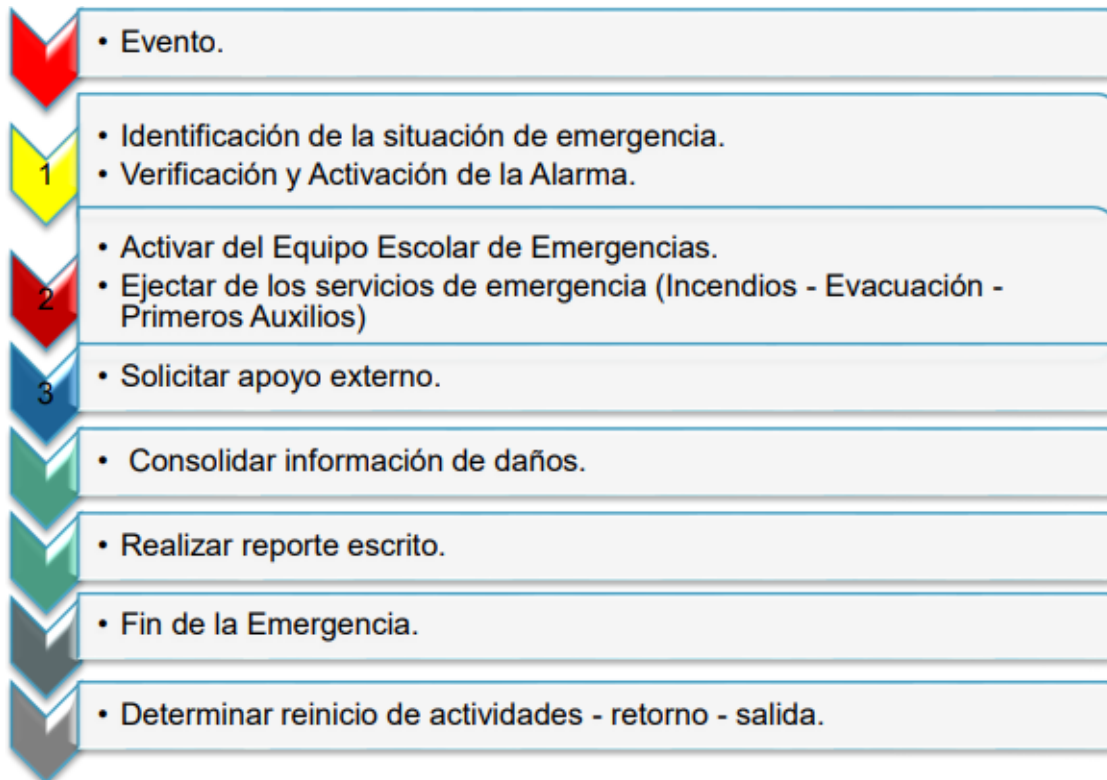 • Evento.
1
• Identificación de la situación de emergencia.
• Verificación y Activación de la Alarma.
2
• Activar del Equipo Escolar de Emergencias.
• Ejectar de los servicios de emergencia (Incendios - Evacuación -
Primeros Auxilios)
3
• Solicitar apoyo externo.
• Consolidar información de daños.
• Realizar reporte escrito.
• Fin de la Emergencia.
• Determinar reinicio de actividades - retorno - salida.